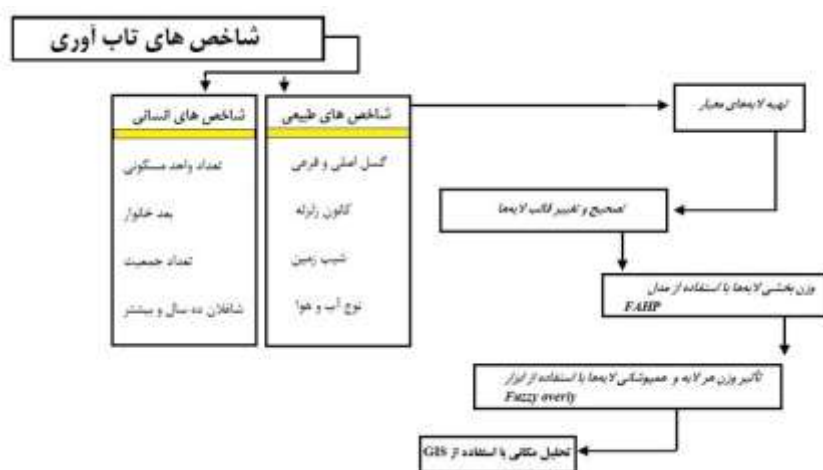 شاخص های تاب آوری
شاخص های انسانی
تعداد واحد مسکونی
بعد خانوار
تعداد جمعیت
شاغلان ده سال و بیشتر
شاخص های طبیعی
گسل اصلی و فرعی
کانون زلزله
شیب زمین
نوع آب و هوا
تهیه لایه‌های معیار
تصحیح و تغییر قالب لایه‌ها
وزن بخشی لایه‌ها با استفاده از مدل
FAHP
تأثیر وزن هر لایه و همپوشانی لایه‌ها با استفاده از ابزار
Fuzzy overly
تحلیل مکانی با استفاده از GIS